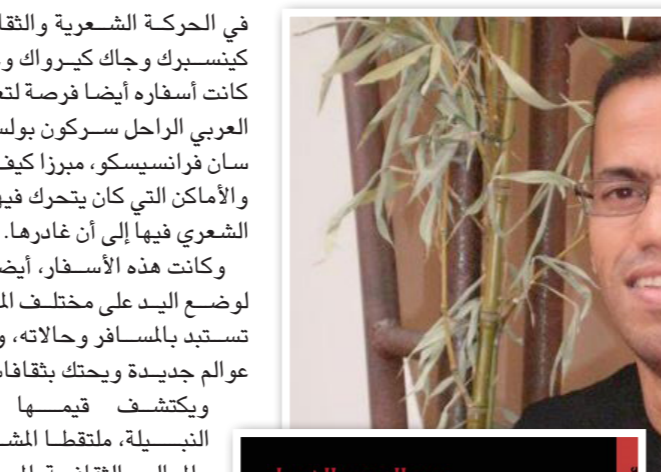 في الحركة الشعرية والثقا
كينسبرك وجاك كيرواك و
كانت أسفاره أيضا فرصة لتع
العربي الراحل سركون بولس
سان فرانسيسكو، مبرزا كيف
والأماكن التي كان يتحرك فيه
الشعري فيها إلى أن غادرها.
وكانت هذه الأسفار، أيض
لوضع اليد على مختلف الم
تستبد بالمسافر وحالاته، و
عوالم جديدة ويحتك بثقافا
ويكتشف قيمها
النبيلة، ملتقطا المش